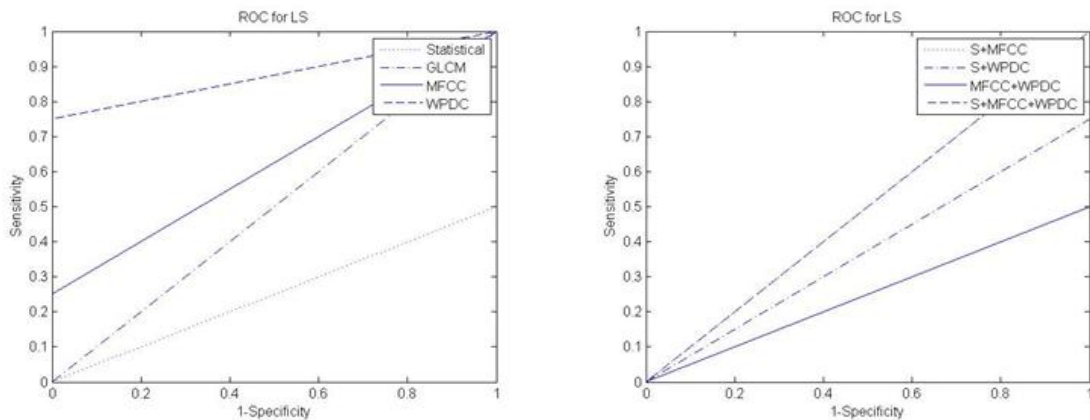 ROC for LS
1
0.9
0.8
0.7
0.6
0.5
0.4
0.3
0.2
0.1
0
Sensitivity
Statistical
GLCM
MFCC
WPDC
0 0.2 0.4 0.6 0.8 1
1-Specificity
ROC for LS
1
0.9
0.8
0.7
0.6
0.5
0.4
0.3
0.2
0.1
0
Sensitivity
S+MFCC
S+WPDC
MFCC+WPDC
S+MFCC+WPDC
0 0.2 0.4 0.6 0.8
1-Specificity